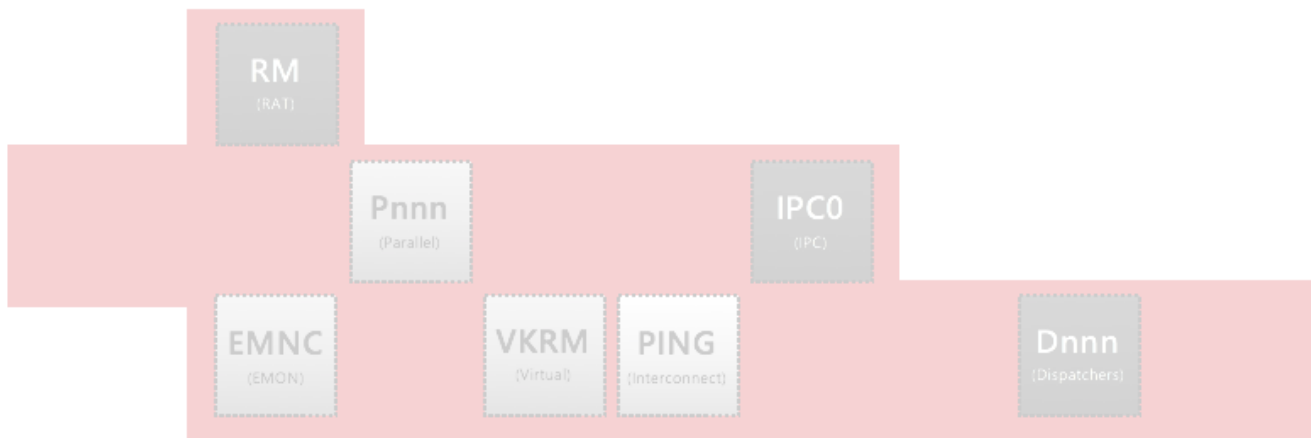 RM
(RAT)
Pnnn
(Parallel)
IPC0
(IPC)
EMNC
(EMON)
VKRM
(Virtual)
PING
(Interconnect)
Dnnn
(Dispatchers)